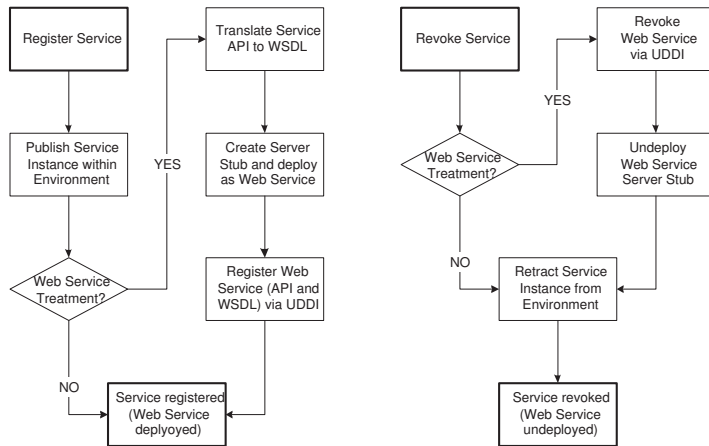 Register Service
Publish Service
Instance within
Environment
Web Service
Treatment?
YES
NO
Translate Service
API to WSDL
Create Server
Stub and deploy
as Web Service
Register Web
Service (API and
WSDL) via UDDI
Service registered
(Web Service
deplyoyed)
Revoke Service
Web Service
Treatment?
YES
NO
Revoke
Web Service
via UDDI
Undeploy
Web Service
Server Stub
Retract Service
Instance from
Environment
Service revoked
(Web Service
undeployed)